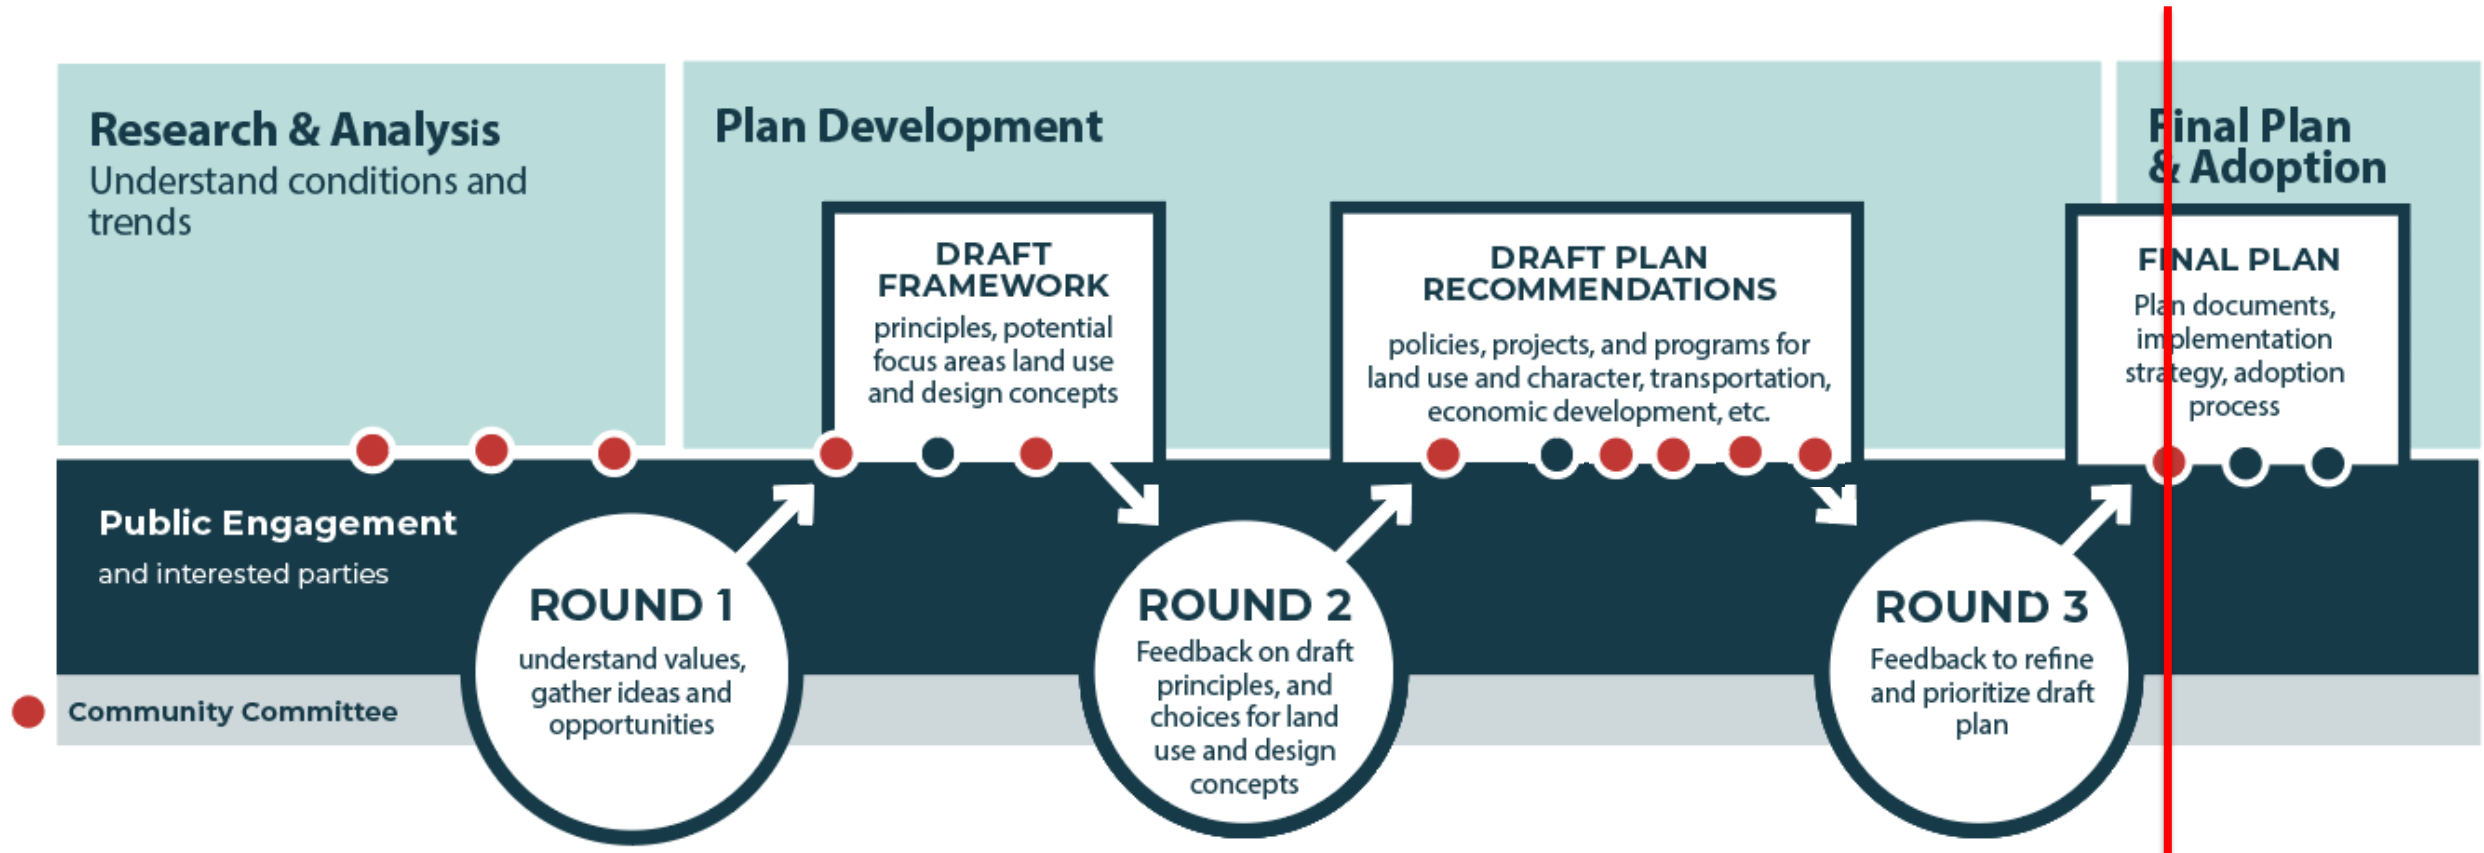 Research & Analysis
Understand conditions and
trends
Plan Development
Final Plan
& Adoption
DRAFT
FRAMEWORK
principles, potential
focus areas land use
and design concepts
DRAFT PLAN
RECOMMENDATIONS
policies, projects, and programs for
land use and character, transportation,
economic development, etc.
FINAL PLAN
Plan documents,
implementation
strategy, adoption
process
Public Engagement
and interested parties
ROUND 1
understand values,
gather ideas and
opportunities
ROUND 2
Feedback on draft
principles, and
choices for land
use and design
concepts
ROUND 3
Feedback to refine
and prioritize draft
plan
Community Committee